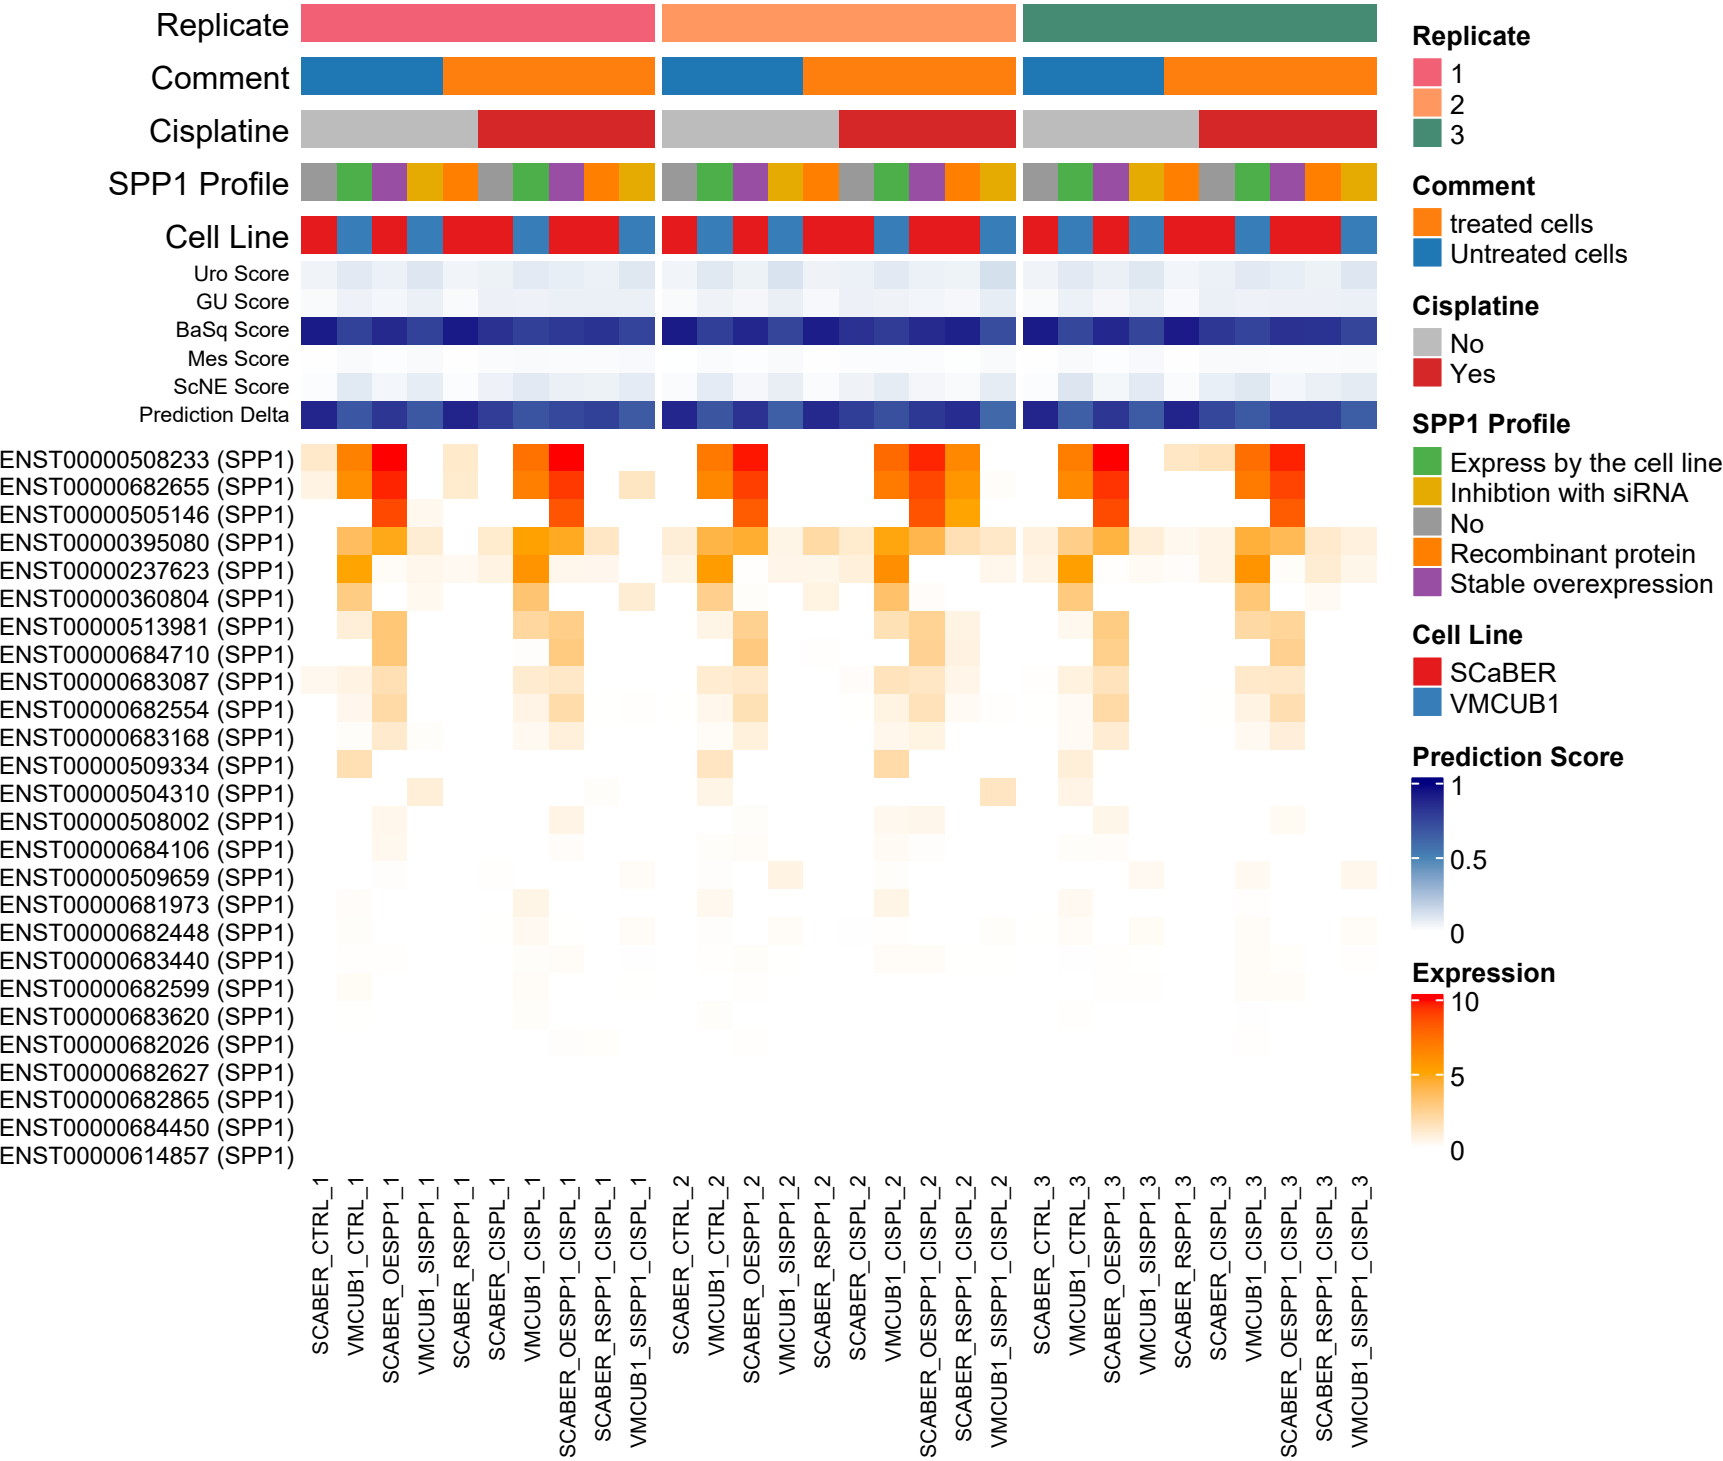 Replicate
Comment
Cisplatine
SPP1 Profile
Cell Line
Uro Score
GU Score
BaSq Score
Mes Score
ScNE Score
Prediction Delta
ENST00000508233 (SPP1)
ENST00000682655 (SPP1)
ENST00000505146 (SPP1)
ENST00000395080 (SPP1)
ENST00000237623 (SPP1)
ENST00000360804 (SPP1)
ENST00000513981 (SPP1)
ENST00000684710 (SPP1)
ENST00000683087 (SPP1)
ENST00000682554 (SPP1)
ENST00000683168 (SPP1)
ENST00000509334 (SPP1)
ENST00000504310 (SPP1)
ENST00000508002 (SPP1)
ENST00000684106 (SPP1)
ENST00000509659 (SPP1)
ENST00000681973 (SPP1)
ENST00000682448 (SPP1)
ENST00000683440 (SPP1)
ENST00000682599 (SPP1)
ENST00000683620 (SPP1)
ENST00000682026 (SPP1)
ENST00000682627 (SPP1)
ENST00000682865 (SPP1)
ENST00000684450 (SPP1)
ENST00000614857 (SPP1)
SCABER_CTRL_1
VMCUB1_CTRL_1
SCABER_OESPP1_1
VMCUB1_SISPP1_1
SCABER_RSPP1_1
SCABER_CISPL_1
VMCUB1_CISPL_1
SCABER_OESPP1_CISPL_1
SCABER_RSPP1_CISPL_1
VMCUB1_SISPP1_CISPL_1
SCABER_CTRL_2
VMCUB1_CTRL_2
SCABER_OESPP1_2
VMCUB1_SISPP1_2
SCABER_RSPP1_2
SCABER_CISPL_2
VMCUB1_CISPL_2
SCABER_OESPP1_CISPL_2
SCABER_RSPP1_CISPL_2
VMCUB1_SISPP1_CISPL_2
SCABER_CTRL_3
VMCUB1_CTRL_3
SCABER_OESPP1_3
VMCUB1_SISPP1_3
SCABER_RSPP1_3
SCABER_CISPL_3
VMCUB1_CISPL_3
SCABER_OESPP1_CISPL_3
SCABER_RSPP1_CISPL_3
VMCUB1_SISPP1_CISPL_3
Replicate
1
2
3
Comment
treated cells
Untreated cells
Cisplatine
No
Yes
SPP1 Profile
Express by the cell line
Inhibtion with siRNA
No
Recombinant protein
Stable overexpression
Cell Line
SCaBER
VMCUB1
Prediction Score
1
0.5
0
Expression
10
5
0